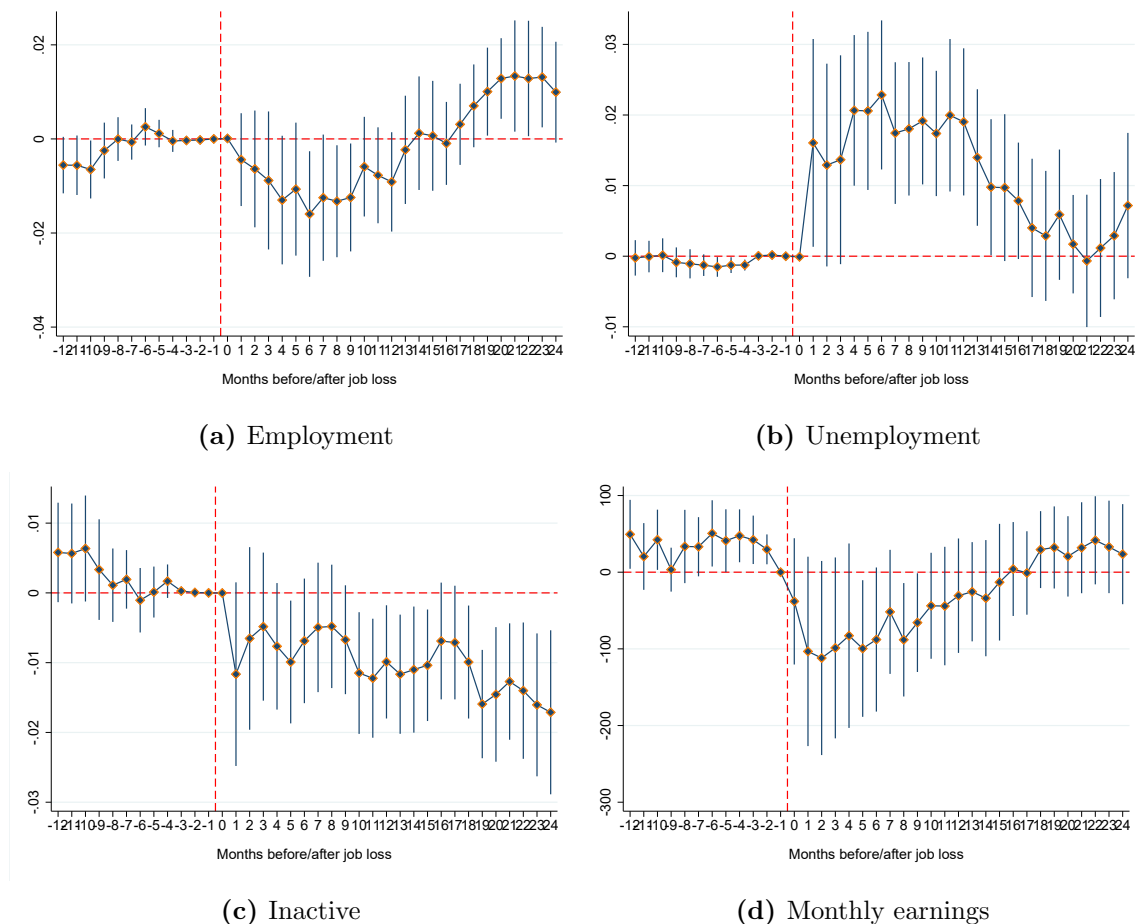 .02
0
-.02
-.04
-12-11-10-9 -8 -7 -6 -5 -4 -3 -2 -1 0 1 2 3 4 5 6 7 8 9 10 11 12 13 14 15 16 17 18 19 20 21 22 23 24
Months before/after job loss
(a) Employment
.03
.02
.01
0
-.01
-12-11-10-9 -8 -7 -6 -5 -4 -3 -2 -1 0 1 2 3 4 5 6 7 8 9 10 11 12 13 14 15 16 17 18 19 20 21 22 23 24
Months before/after job loss
(b) Unemployment
.01
0
-.01
-.02
-.03
-12-11-10-9 -8 -7 -6 -5 -4 -3 -2 -1 0 1 2 3 4 5 6 7 8 9 10 11 12 13 14 15 16 17 18 19 20 21 22 23 24
Months before/after job loss
(c) Inactive
100
0
-100
-200
-300
-12-11-10-9 -8 -7 -6 -5 -4 -3 -2 -1 0 1 2 3 4 5 6 7 8 9 10 11 12 13 14 15 16 17 18 19 20 21 22 23 24
Months before/after job loss
(d) Monthly earnings